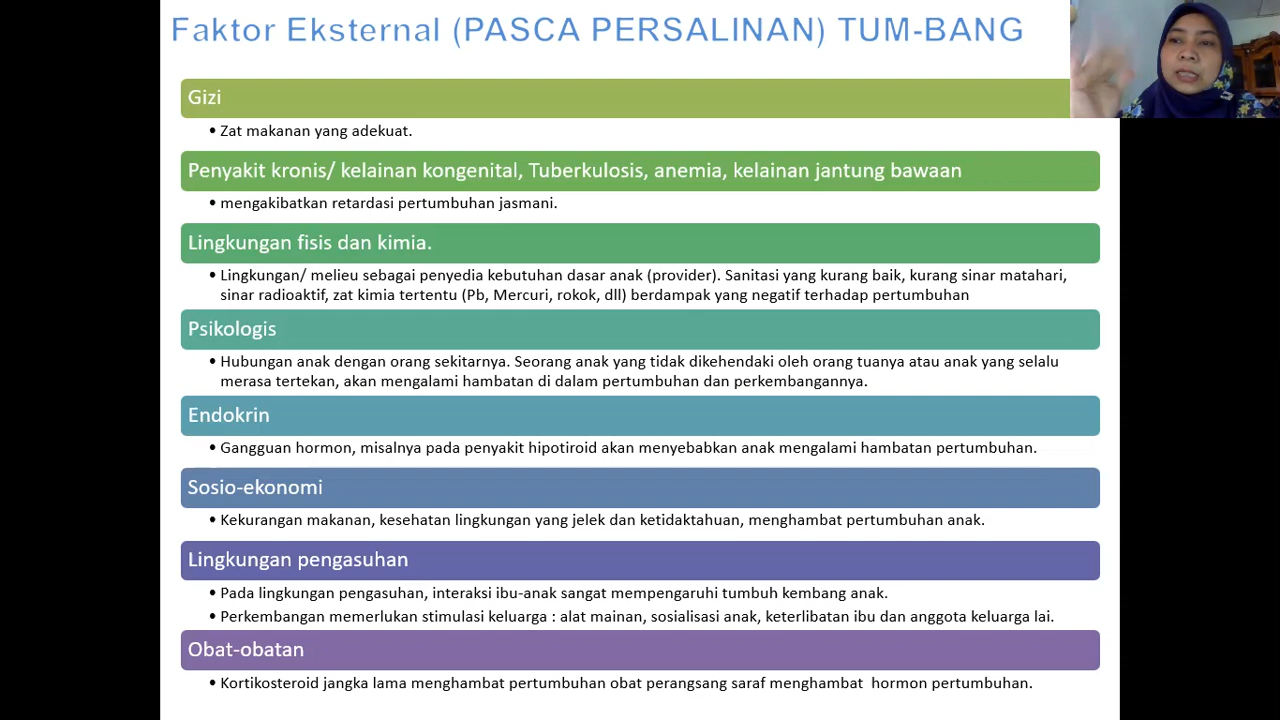 Faktor Eksternal (PASCA PERSALINAN) TUM-BANG
Gizi
• Zat makanan yang adekuat.
Penyakit kronis/ kelainan kongenital, Tuberkulosis, anemia, kelainan jantung bawaan
• mengakibatkan retardasi pertumbuhan jasmani.
Lingkungan fisis dan kimia.
• Lingkungan/ melieu sebagai penyedia kebutuhan dasar anak (provider). Sanitasi yang kurang baik, kurang sinar matahari,
sinar radioaktif, zat kimia tertentu (Pb, Mercuri, rokok, dll) berdampak yang negatif terhadap pertumbuhan
Psikologis
• Hubungan anak dengan orang sekitarnya. Seorang anak yang tidak dikehendaki oleh orang tuanya atau anak yang selalu
merasa tertekan, akan mengalami hambatan di dalam pertumbuhan dan perkembangannya.
Endokrin
• Gangguan hormon, misalnya pada penyakit hipotiroid akan menyebabkan anak mengalami hambatan pertumbuhan.
Sosio-ekonomi
• Kekurangan makanan, kesehatan lingkungan yang jelek dan ketidaktahuan, menghambat pertumbuhan anak.
Lingkungan pengasuhan
• Pada lingkungan pengasuhan, interaksi ibu-anak sangat mempengaruhi tumbuh kembang anak.
• Perkembangan memerlukan stimulasi keluarga : alat mainan, sosialisasi anak, keterlibatan ibu dan anggota keluarga lai.
Obat-obatan
• Kortikosteroid jangka lama menghambat pertumbuhan obat perangsang saraf menghambat hormon pertumbuhan.